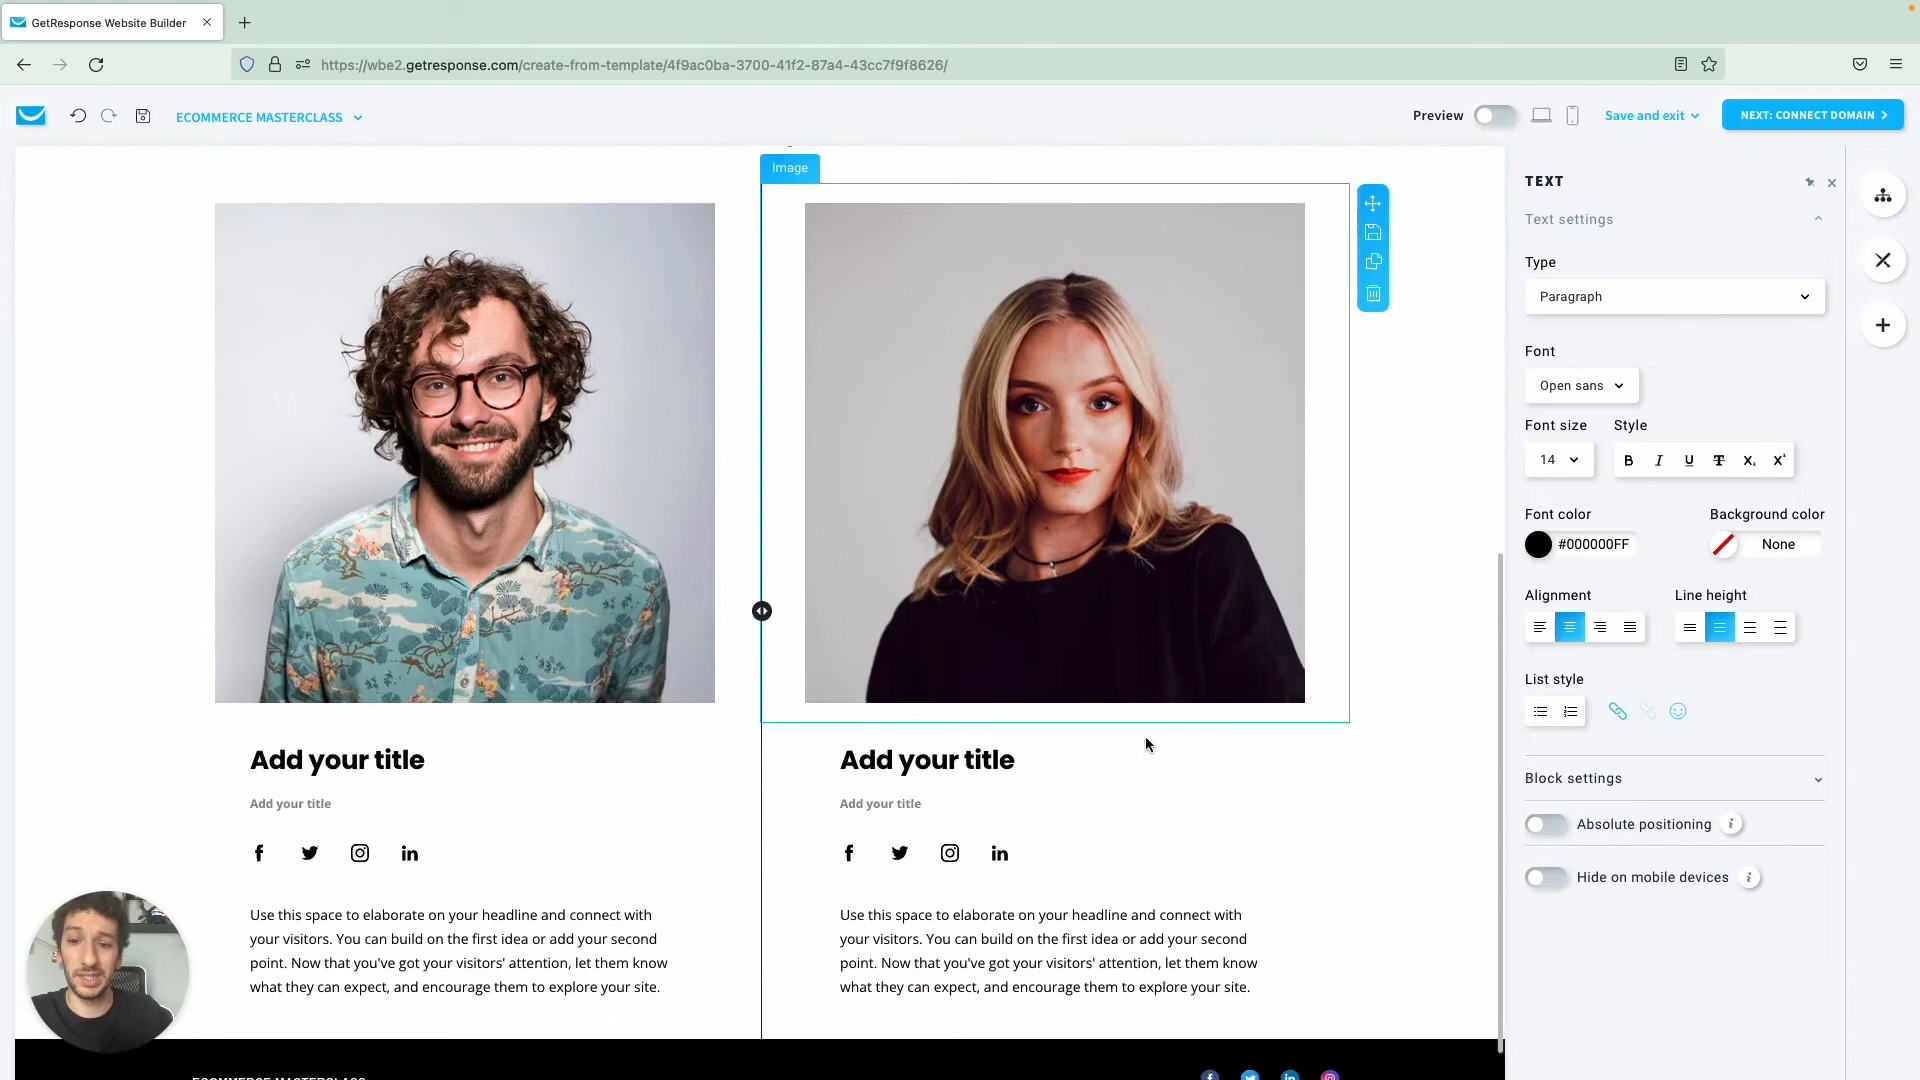 GetResponse Website Builder
https://wbe2.getresponse.com/create-from-template/4f9ac0ba-3700-41f2-87a4-43cc7f9f8626/
ECOMMERCE MASTERCLASS
Preview
Save and exit
NEXT: CONNECT DOMAIN
Image
Add your title
Add your title
Use this space to elaborate on your headline and connect with
your visitors. You can build on the first idea or add your second
point. Now that you've got your visitors' attention, let them know
what they can expect, and encourage them to explore your site.
Add your title
Add your title
Use this space to elaborate on your headline and connect with
your visitors. You can build on the first idea or add your second
point. Now that you've got your visitors' attention, let them know
what they can expect, and encourage them to explore your site.
ECOMMERCE MASTERCLASS
TEXT
Text settings
Type
Paragraph
Font
Open sans
Font size Style
14 B I U T X, X'
Font color Background color
#000000FF None
Alignment Line height
List style
Block settings
Absolute positioning
Hide on mobile devices